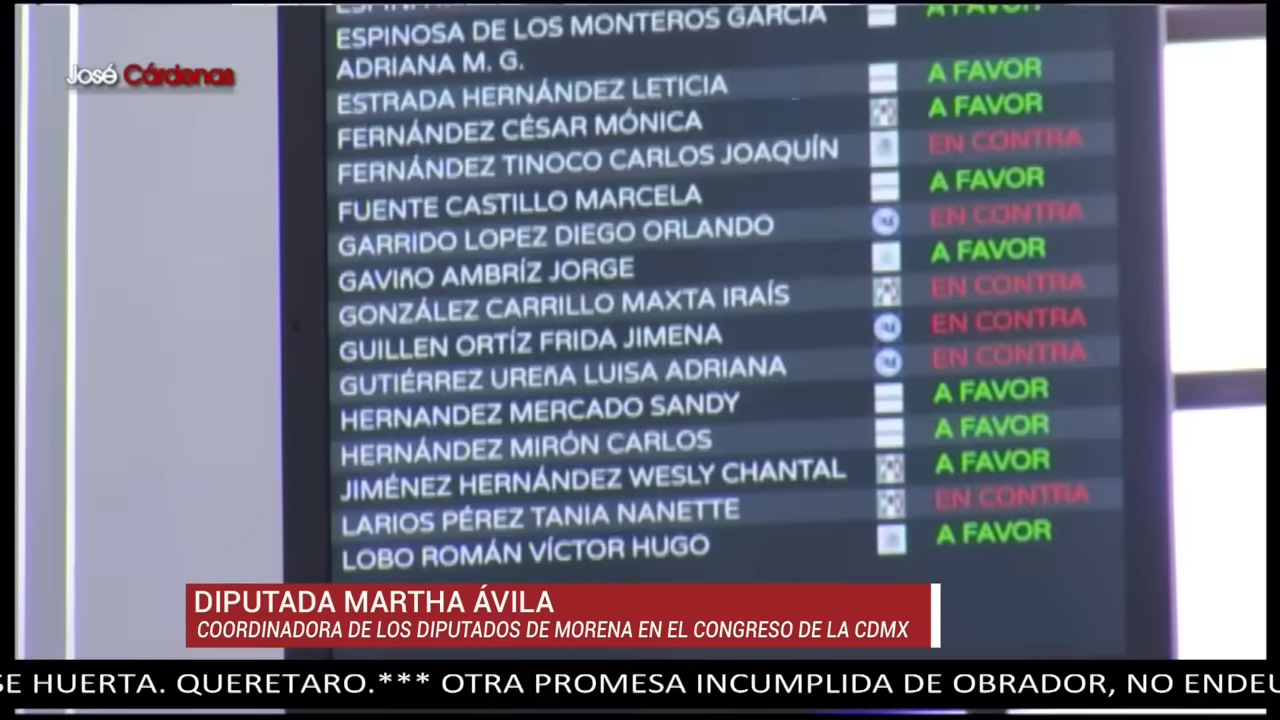 A FAVOR
ESPINOSA DE LOS MONTEROS GARCÍA
ADRIANA M. G.
José Cárdenas
ESTRADA HERNÁNDEZ LETICIA A FAVOR
FERNÁNDEZ CÉSAR MÓNICA A FAVOR
FERNÁNDEZ TINOCO CARLOS JOAQUÍN EN CONTRA
FUENTE CASTILLO MARCELA A FAVOR
GARRIDO LOPEZ DIEGO ORLANDO EN CONTRA
GAVIñO AMBRÍZ JORGE A FAVOR
GONZÁLEZ CARRILLO MAXTA IRAÍS EN CONTRA
GUILLEN ORTÍZ FRIDA JIMENA EN CONTRA
GUTIÉRREZ UREñA LUISA ADRIANA EN CONTRA
HERNANDEZ MERCADO SANDY A FAVOR
HERNÁNDEZ MIRÓN CARLOS A FAVOR
JIMÉNEZ HERNÁNDEZ WESLY CHANTAL A FAVOR
LARIOS PÉREZ TANIA NANETTE EN CONTRA
LOBO ROMÁN VÍCTOR HUGO A FAVOR
DIPUTADA MARTHA ÁVILA
COORDINADORA DE LOS DIPUTADOS DE MORENA EN EL CONGRESO DE LA CDMX
SE HUERTA. QUERETARO.*** OTRA PROMESA INCUMPLIDA DE OBRADOR, NO ENDEU